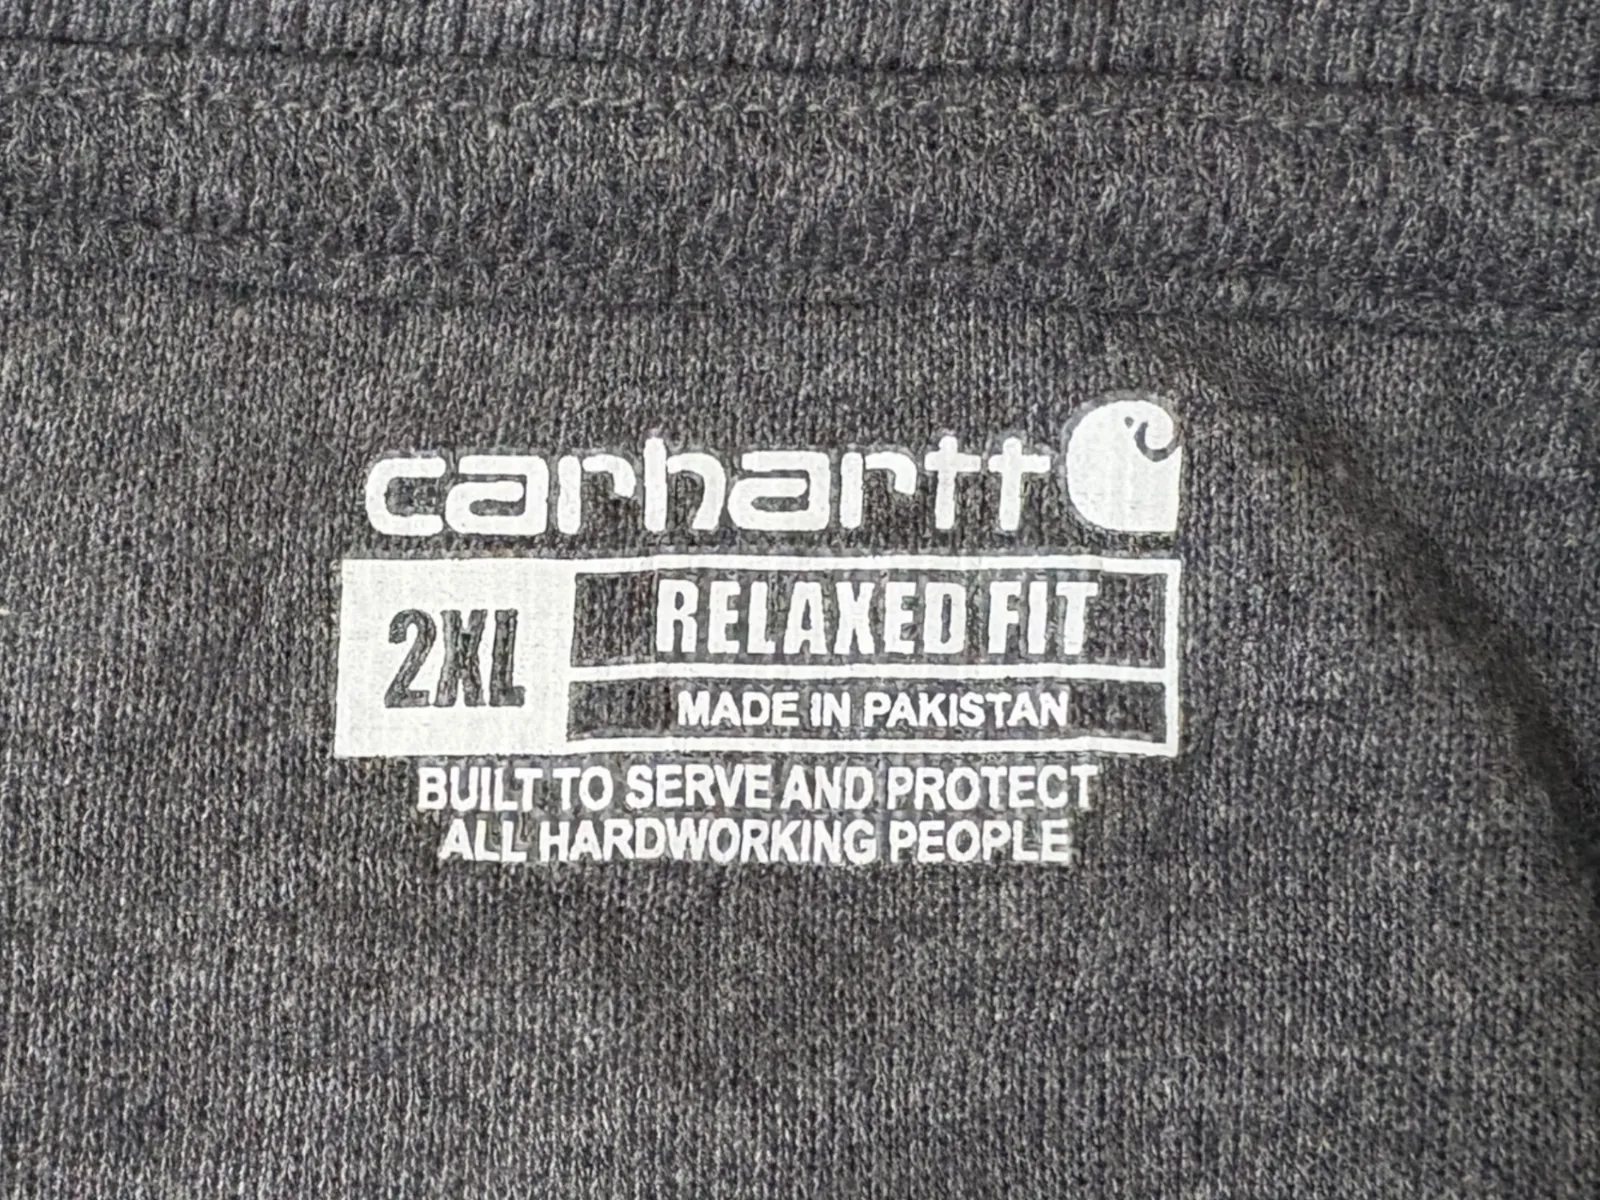 carhartt
2XL
RELAXED FIT
MADE IN PAKISTAN
BUILT TO SERVE AND PROTECT
ALL HARDWORKING PEOPLE